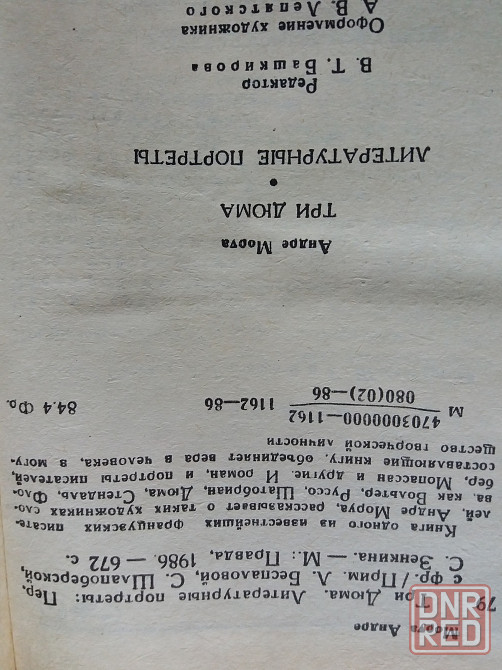 Моруа Андре
79 Три Дюма. Литературные портреты: Пер.
с фр./Прим. Л. Беспаловой, С. Шлапоберской,
С. Зенкина. — М.: Правда, 1986. — 672 с.
Книга одного из известнейших французских писате-
лей, Андре Моруа, рассказывает о таких художниках сло-
ва, как Вольтер, Руссо, Шатобриан, Дюма, Стендаль, Фло-
бер, Мопассан и другие. И роман, и портреты писателей,
составляющие книгу, объединяет вера в человека, в могу-
щество творческой личности
М 4703000000—1162
080(02)—86
1162—86
84.4 Фр.
Андре Моруа
ТРИ ДЮМА
•
ЛИТЕРАТУРНЫЕ ПОРТРЕТЫ
Редактор
В. Т. Башкирова
Оформление художника
А. В. Лепятского
DNR
RED